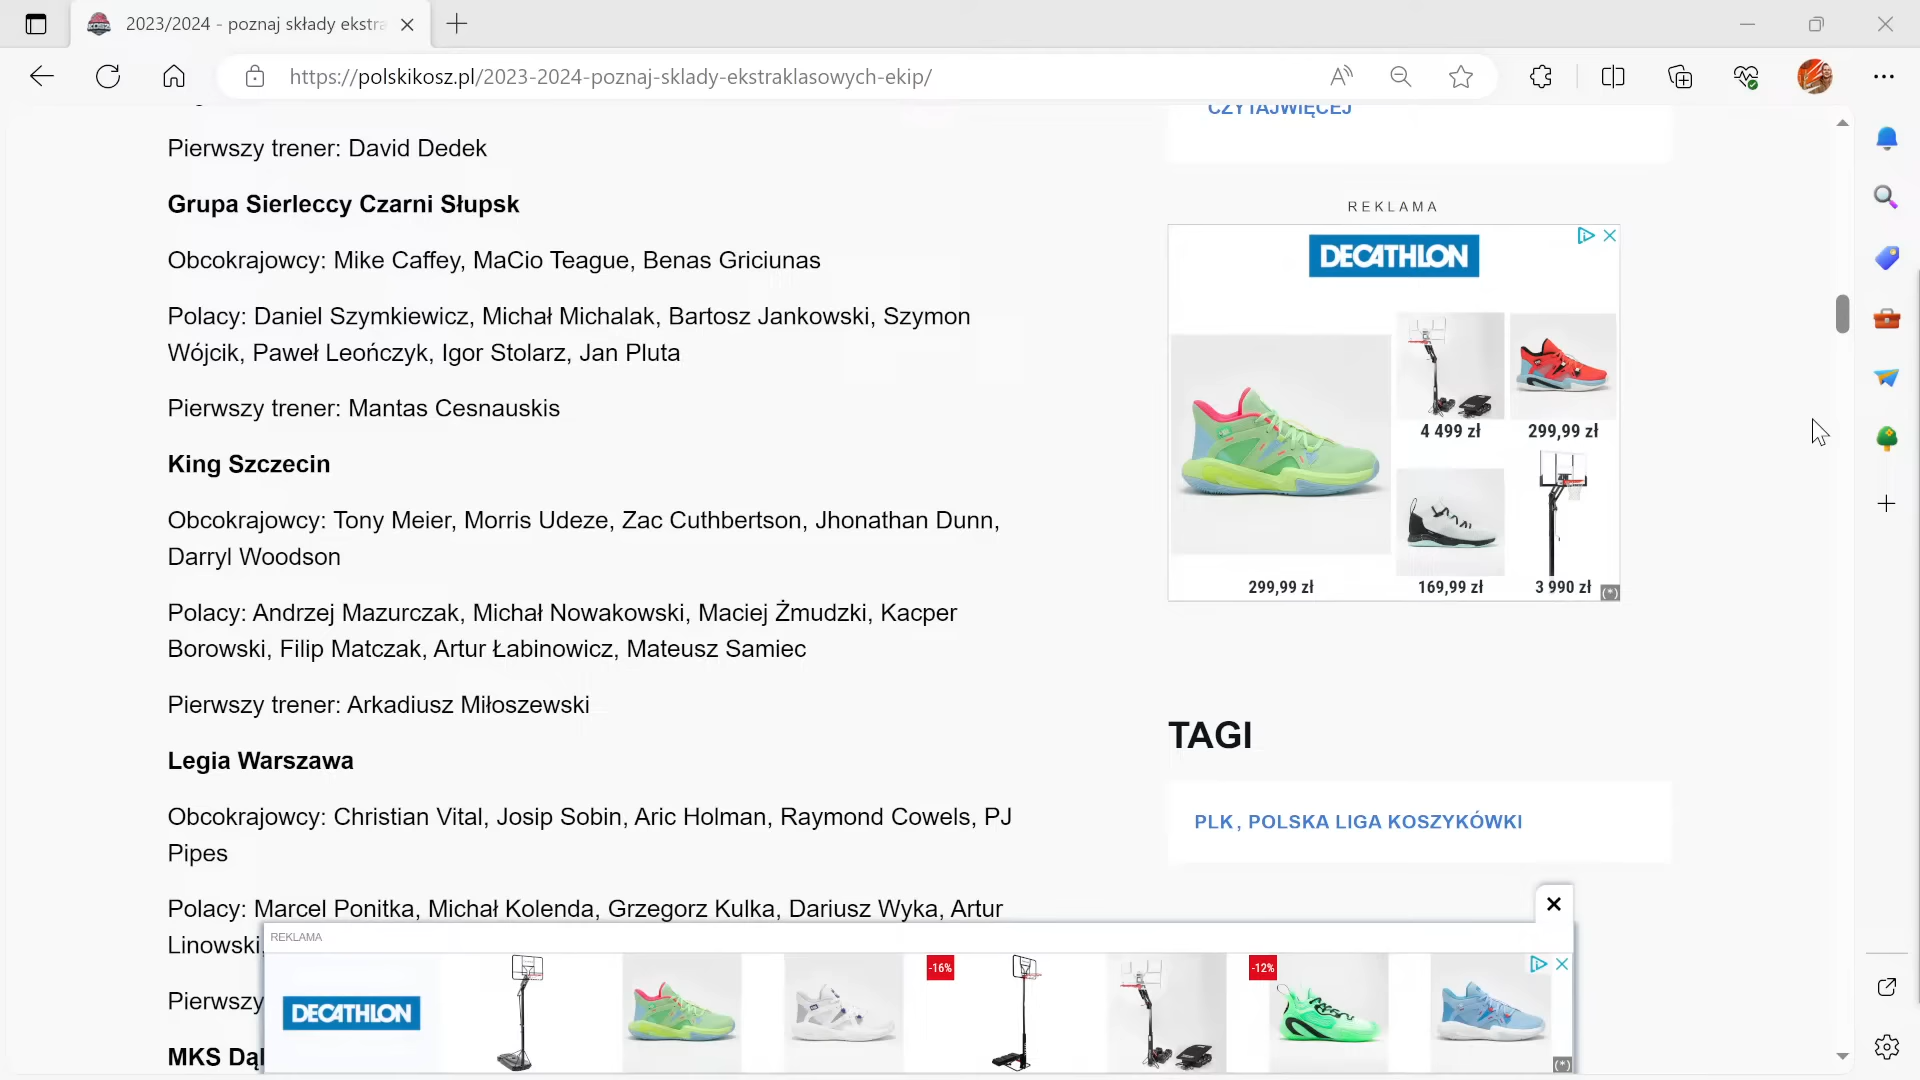 2023/2024 - poznaj składy ekstra
https://polskikosz.pl/2023-2024-poznaj-sklady-ekstraklasowych-ekip/
Pierwszy trener: David Dedek
Grupa Sierleccy Czarni Słupsk
Obcokrajowcy: Mike Caffey, MaCio Teague, Benas Griciunas
Polacy: Daniel Szymkiewicz, Michał Michalak, Bartosz Jankowski, Szymon
Wójcik, Paweł Leończyk, Igor Stolarz, Jan Pluta
Pierwszy trener: Mantas Cesnauskis
King Szczecin
Obcokrajowcy: Tony Meier, Morris Udeze, Zac Cuthbertson, Jhonathan Dunn,
Darryl Woodson
Polacy: Andrzej Mazurczak, Michał Nowakowski, Maciej Żmudzki, Kacper
Borowski, Filip Matczak, Artur Łabinowicz, Mateusz Samiec
Pierwszy trener: Arkadiusz Miłoszewski
Legia Warszawa
Obcokrajowcy: Christian Vital, Josip Sobin, Aric Holman, Raymond Cowels, PJ
Pipes
Polacy: Marcel Ponitka, Michał Kolenda, Grzegorz Kulka, Dariusz Wyka, Artur
Linowski,
Pierwszy
MKS Dąb
CZYTAJWIĘCEJ
REKLAMA
DECATHLON
4 499 zł
299,99 zł
299,99 zł
169,99 zł
3 990 zł
(*)
TAGI
PLK, POLSKA LIGA KOSZYKÓWKI
REKLAMA
DECATHLON
-16%
-12%
(*)